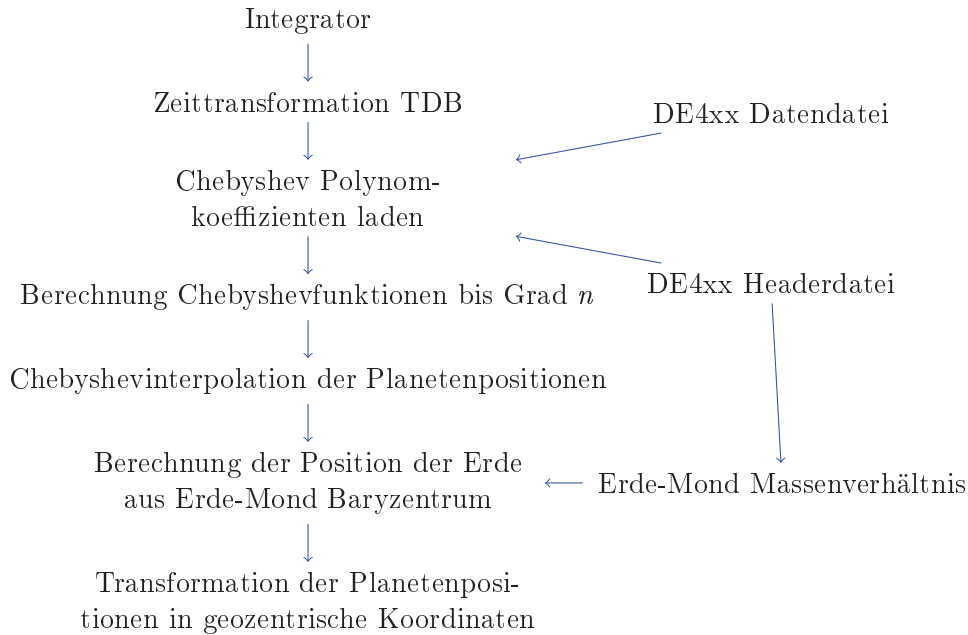 Integrator
Zeittransformation TDB
DE4xx Datendatei
Chebyshev Polynom-
koeffizienten laden
DE4xx Headerdatei
Berechnung Chebyshevfunktionen bis Grad n
Chebyshevinterpolation der Planetenpositionen
Berechnung der Position der Erde
aus Erde-Mond Baryzentrum
Erde-Mond Massenverhältnis
Transformation der Planetenposi-
tionen in geozentrische Koordinaten